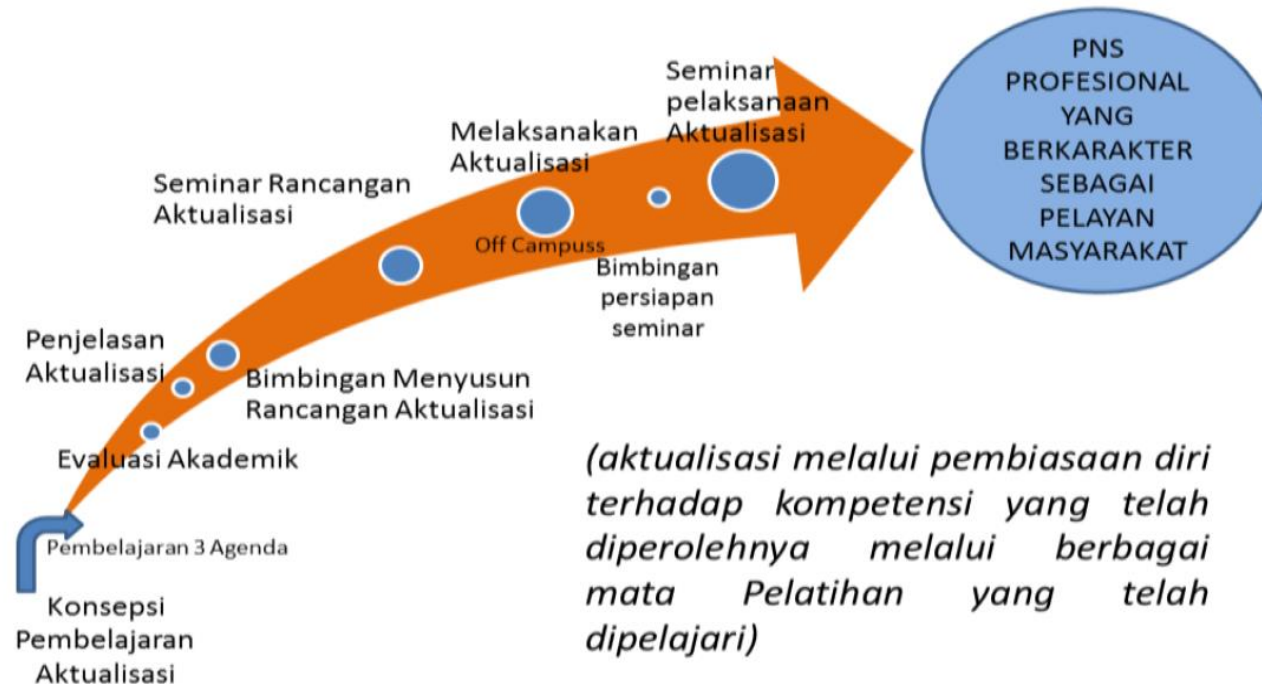 PNS
PROFESIONAL
YANG
BERKARAKTER
SEBAGAI
PELAYAN
MASYARAKAT
Seminar
pelaksanaan
Aktualisasi
Melaksanakan
Aktualisasi
Off Campuss
Bimbingan
persiapan
seminar
Seminar Rancangan
Aktualisasi
Penjelasan
Aktualisasi
Bimbingan Menyusun
Rancangan Aktualisasi
Evaluasi Akademik
Pembelajaran 3 Agenda
Konsepsi
Pembelajaran
Aktualisasi
(aktualisasi melalui pembiasaan diri
terhadap kompetensi yang telah
diperolehnya melalui berbagai
mata Pelatihan yang telah
dipelajari)